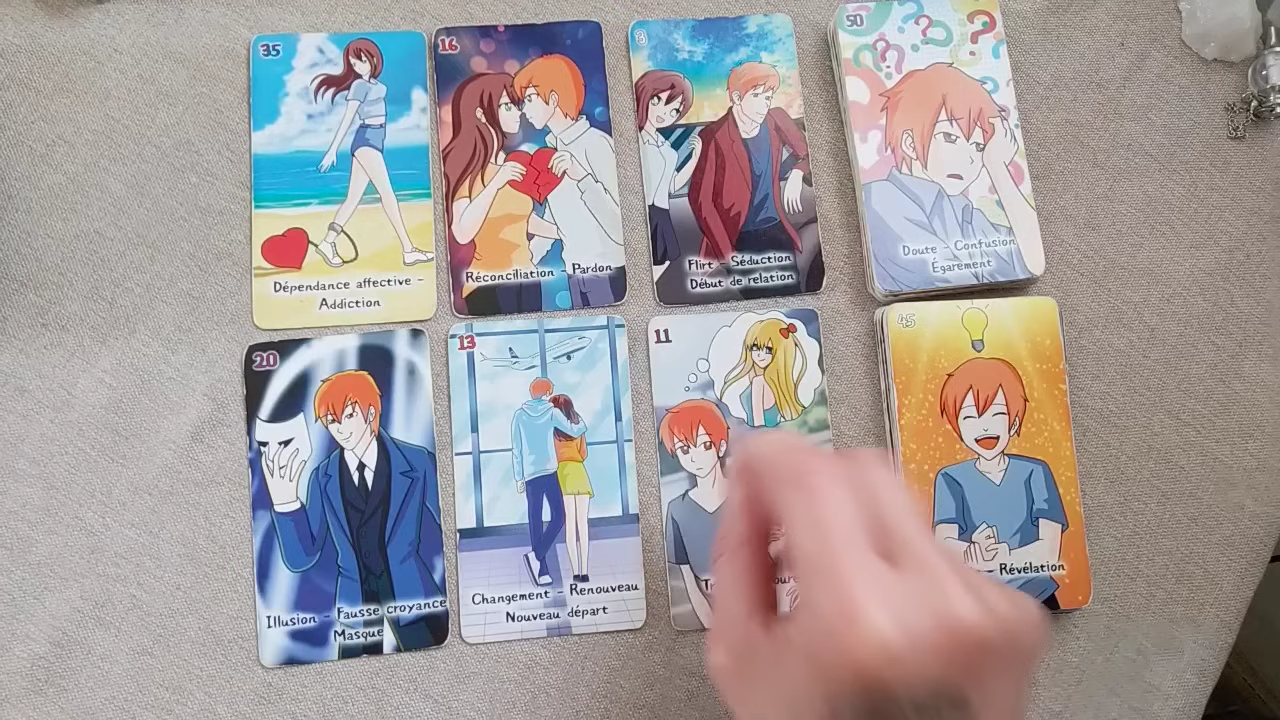 35
Dépendance affective -
Addiction
16
Réconciliation - Pardon
3
Flirt - Séduction
Début de relation
50
Doute - Confusion
Égarement
20
Illusion - Fausse croyance
Masque
13
Changement - Renouveau
Nouveau départ
11
45
- Révélation